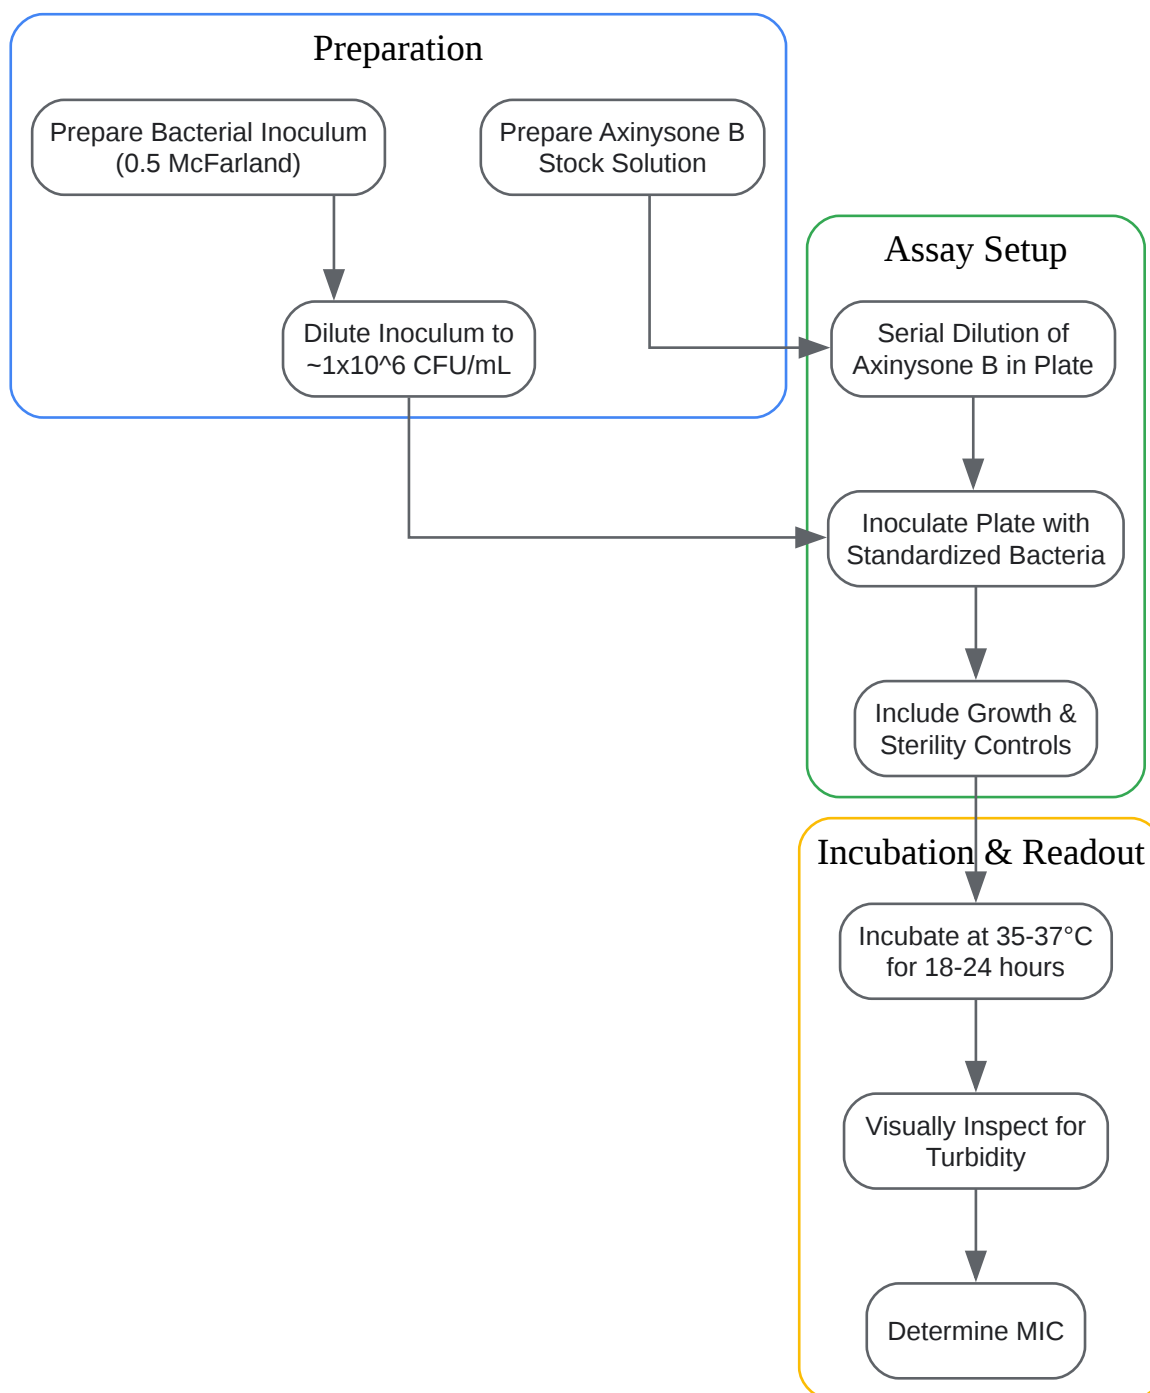 Preparation
Prepare Bacterial Inoculum
(0.5 McFarland)
Prepare Axinysone B
Stock Solution
Dilute Inoculum to
~1x10^6 CFU/mL
Assay Setup
Serial Dilution of
Axinysone B in Plate
Inoculate Plate with
Standardized Bacteria
Include Growth &
Sterility Controls
Incubation & Readout
Incubate at 35-37°C
for 18-24 hours
Visually Inspect for
Turbidity
Determine MIC